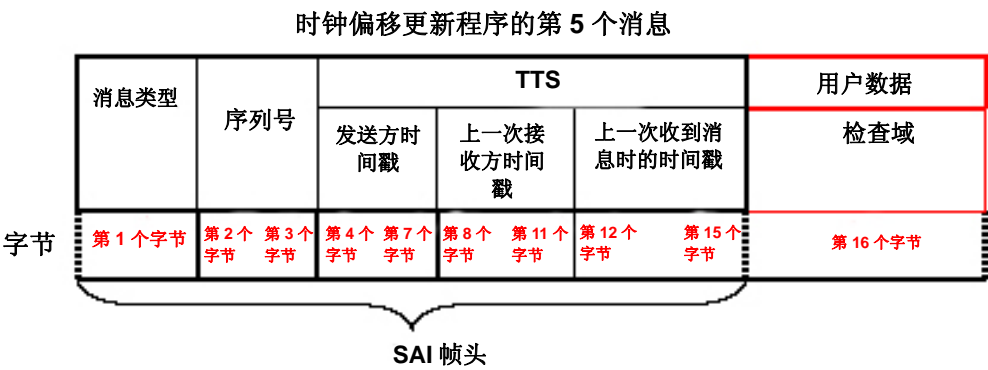 时钟偏移更新程序的第 5 个消息
消息类型
序列号
TTS
用户数据
发送方时
间戳
上一次接
收方时间
戳
上一次收到消
息时的时间戳
检查域
字节
第 1 个字节
第 2 个
字节
第 3 个
字节
第 4 个
字节
第 7 个
字节
第 8 个
字节
第 11 个
字节
第 12 个
字节
第 15 个
字节
第 16 个字节
SAI 帧头